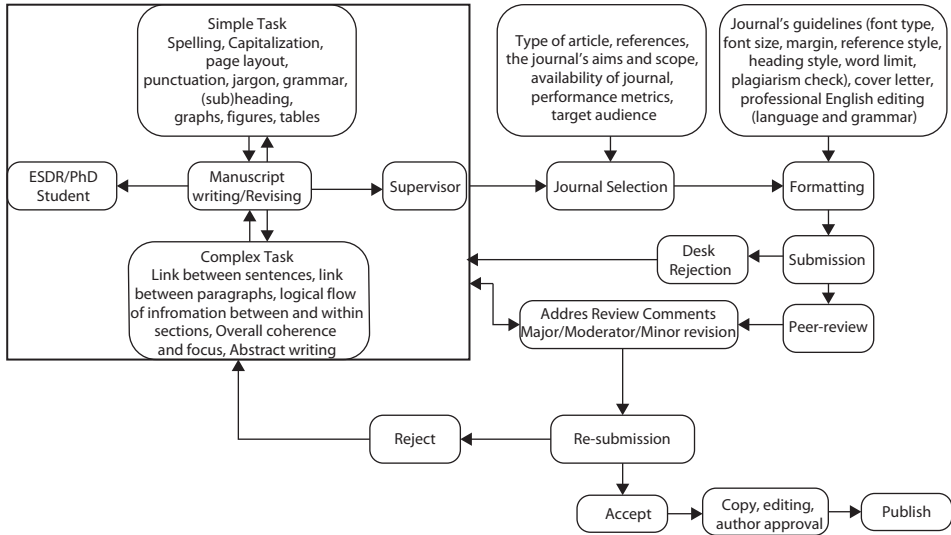 Simple Task
Spelling, Capitalization,
page layout,
punctuation, jargon, grammar,
(sub)heading,
graphs, figures, tables
Type of article, references,
the journal's aims and scope,
availability of journal,
performance metrics,
target audience
Journal's guidelines (font type,
font size, margin, reference style,
heading style, word limit,
plagiarism check), cover letter,
professional English editing
(language and grammar)
ESDR/PhD
Student
Manuscript
writing/Revising
Supervisor
Journal Selection
Formatting
Complex Task
Link between sentences, link
between paragraphs, logical flow
of infromation between and within
sections, Overall coherence
and focus, Abstract writing
Desk
Rejection
Submission
Addres Review Comments
Major/Moderator/Minor revision
Peer-review
Reject
Re-submission
Accept
Copy, editing,
author approval
Publish